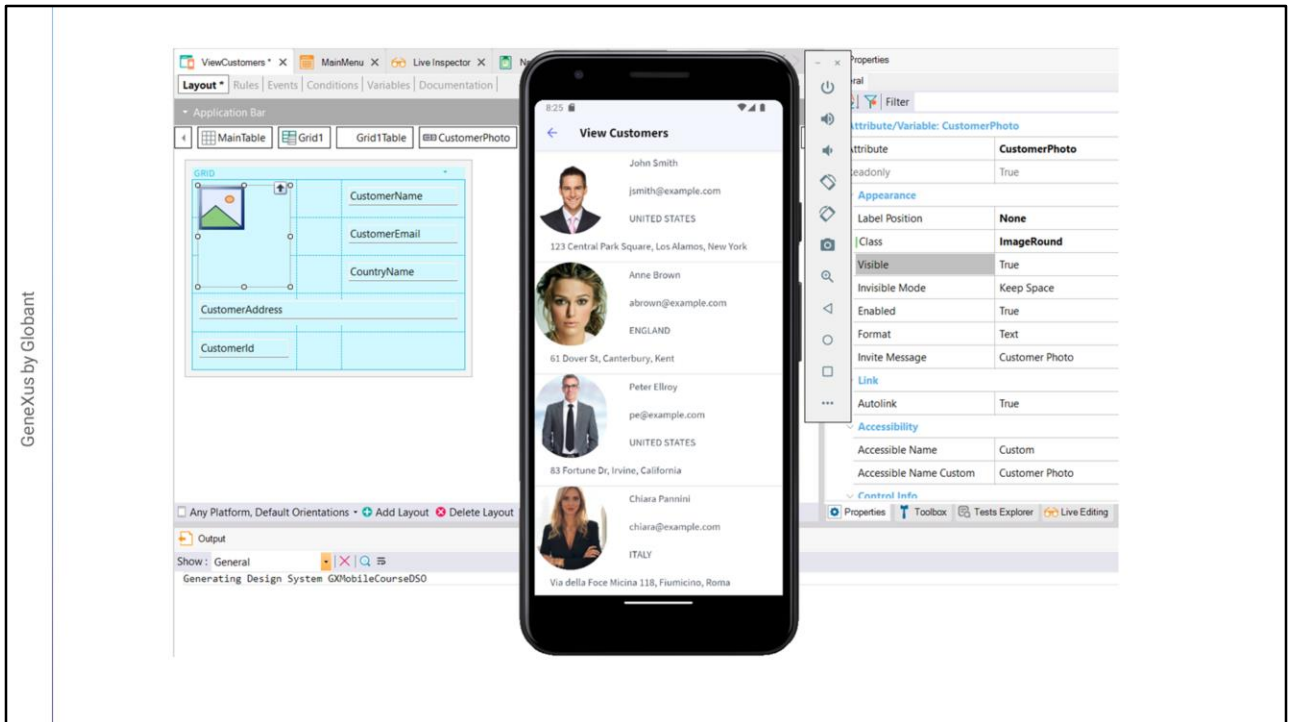 GeneXus by Globant
ViewCustomers * X MainMenu X Live Inspector X
Layout * Rules Events Conditions Variables Documentation
Application Bar
MainTable Grid1 Grid1Table CustomerPhoto
GRID
CustomerName
CustomerEmail
CountryName
CustomerAddress
CustomerId
Any Platform, Default Orientations Add Layout Delete Layout
Output
Show : General
Generating Design System GXMobileCourseDSO
8:25
View Customers
John Smith
jsmith@example.com
UNITED STATES
123 Central Park Square, Los Alamos, New York
Anne Brown
abrown@example.com
ENGLAND
61 Dover St, Canterbury, Kent
Peter Ellroy
pe@example.com
UNITED STATES
83 Fortune Dr, Irvine, California
Chiara Pannini
chiara@example.com
ITALY
Via della Foce Micina 118, Fiumicino, Roma
Properties
Filter
Attribute/Variable: CustomerPhoto
Attribute CustomerPhoto
Readonly True
Appearance
Label Position None
Class ImageRound
Visible True
Invisible Mode Keep Space
Enabled True
Format Text
Invite Message Customer Photo
Link
Autolink True
Accessibility
Accessible Name Custom
Accessible Name Custom Customer Photo
Control Info
Properties Toolbox Tests Explorer Live Editing